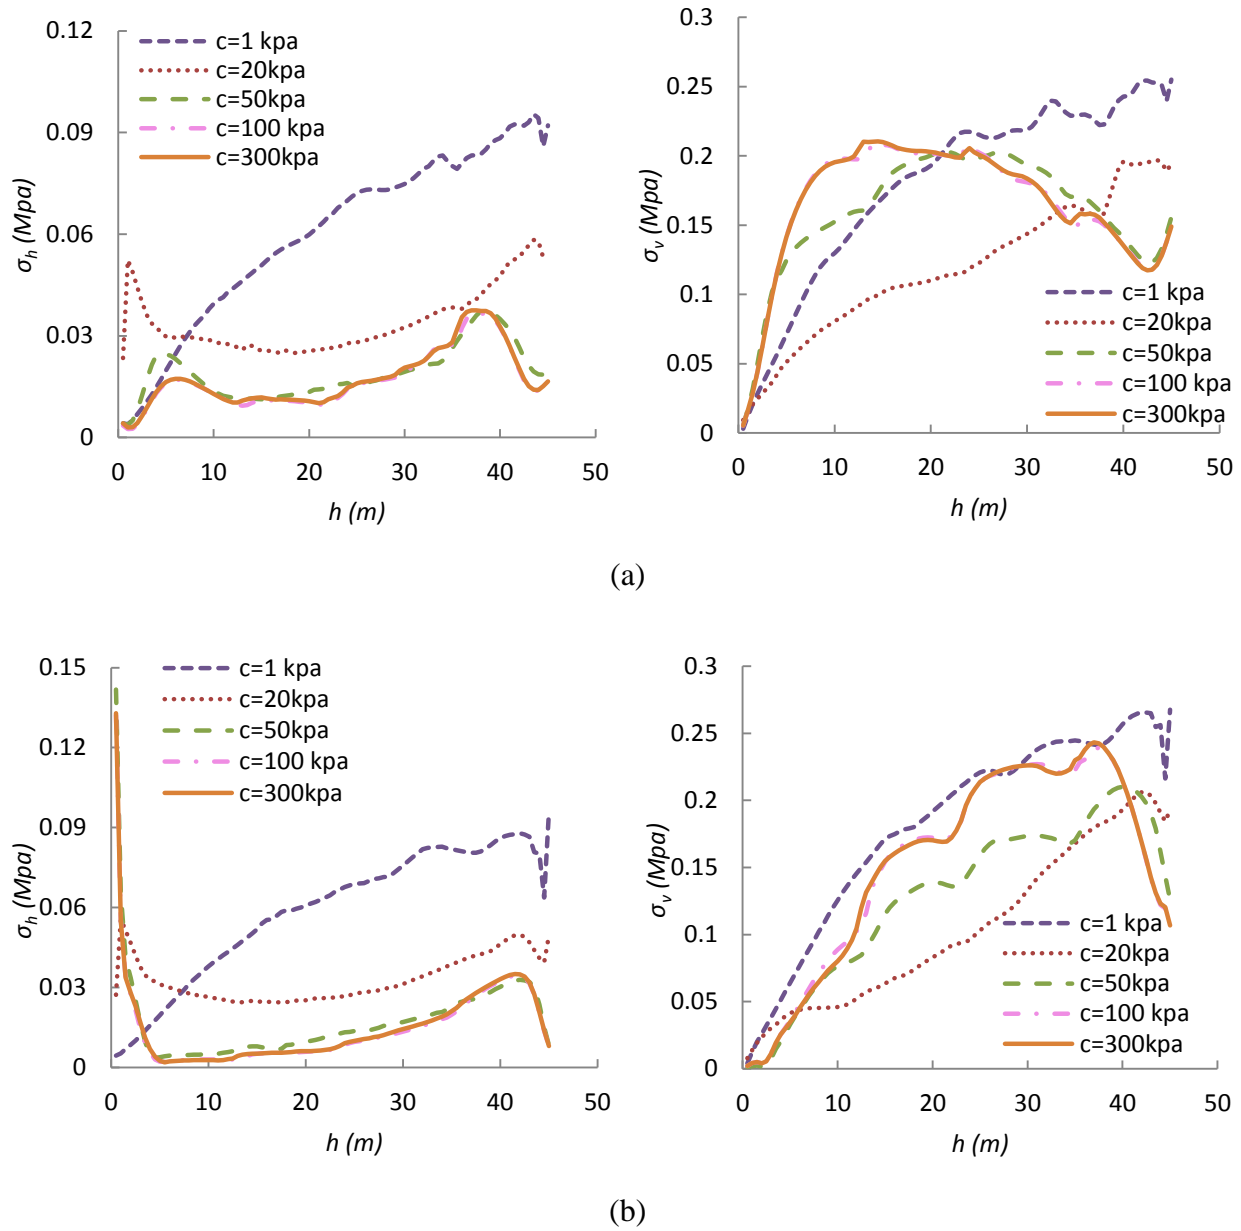 0.12
0.09
0.06
0.03
0
σh (Mpa)
c=1 kpa
c=20kpa
c=50kpa
c=100 kpa
c=300kpa
0 10 20 30 40 50
h (m)
0.3
0.25
0.2
0.15
0.1
0.05
0
σv (Mpa)
c=1 kpa
c=20kpa
c=50kpa
c=100 kpa
c=300kpa
0 10 20 30 40 50
h (m)
(a)
0.15
0.12
0.09
0.06
0.03
0
σh (Mpa)
c=1 kpa
c=20kpa
c=50kpa
c=100 kpa
c=300kpa
0 10 20 30 40 50
h (m)
0.3
0.25
0.2
0.15
0.1
0.05
0
σv (Mpa)
c=1 kpa
c=20kpa
c=50kpa
c=100 kpa
c=300kpa
0 10 20 30 40 50
h (m)
(b)